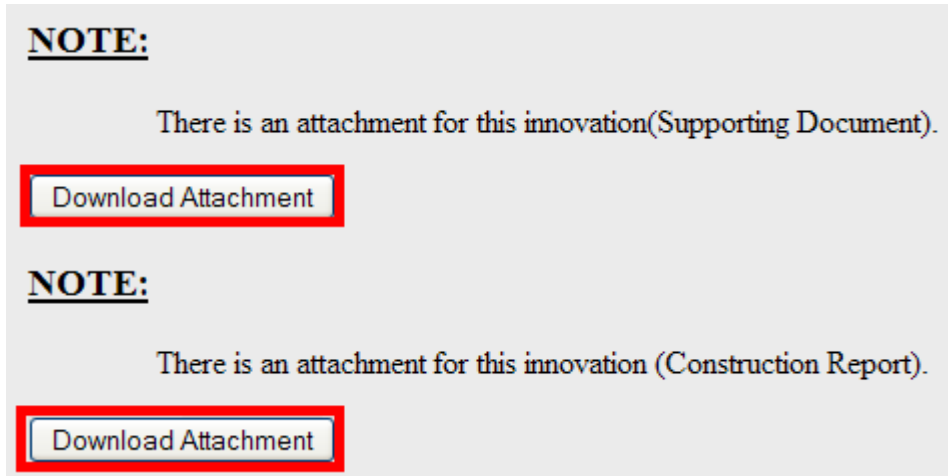 NOTE:
There is an attachment for this innovation(Supporting Document).
Download Attachment
NOTE:
There is an attachment for this innovation (Construction Report).
Download Attachment